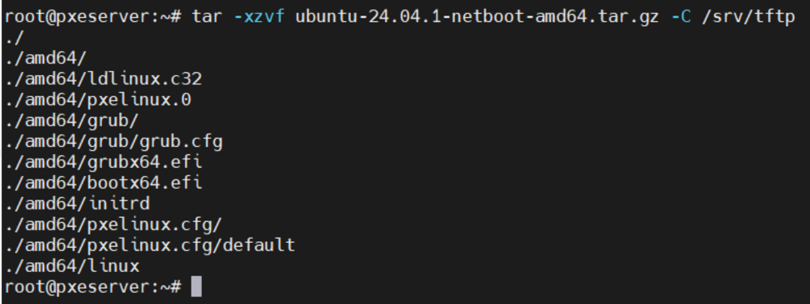 root@pxeserver:~# tar -xzvf ubuntu-24.04.1-netboot-amd64.tar.gz -C /srv/tftp
./
./amd64/
./amd64/ldlinux.c32
./amd64/pxelinux.0
./amd64/grub/
./amd64/grub/grub.cfg
./amd64/grubx64.efi
./amd64/bootx64.efi
./amd64/initrd
./amd64/pxelinux.cfg/
./amd64/pxelinux.cfg/default
./amd64/linux
root@pxeserver:~#